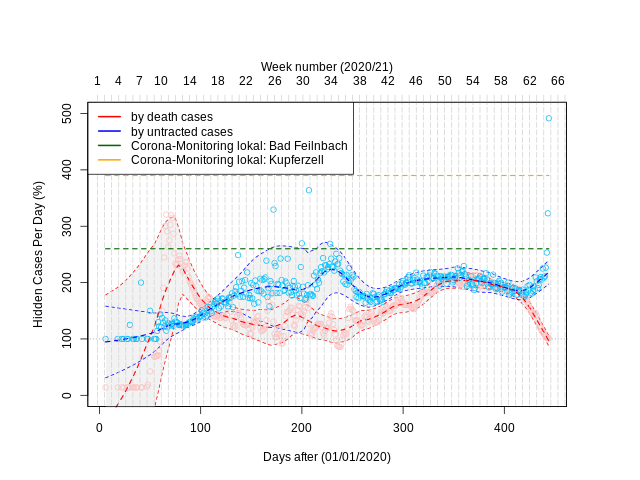 Week number (2020/21)
1 4 7 10 14 18 22 26 30 34 38 42 46 50 54 58 62 66
by death cases
by untracted cases
Corona-Monitoring lokal: Bad Feilnbach
Corona-Monitoring lokal: Kupferzell
500
400
300
200
100
0
Hidden Cases Per Day (%)
0 100 200 300 400
Days after (01/01/2020)